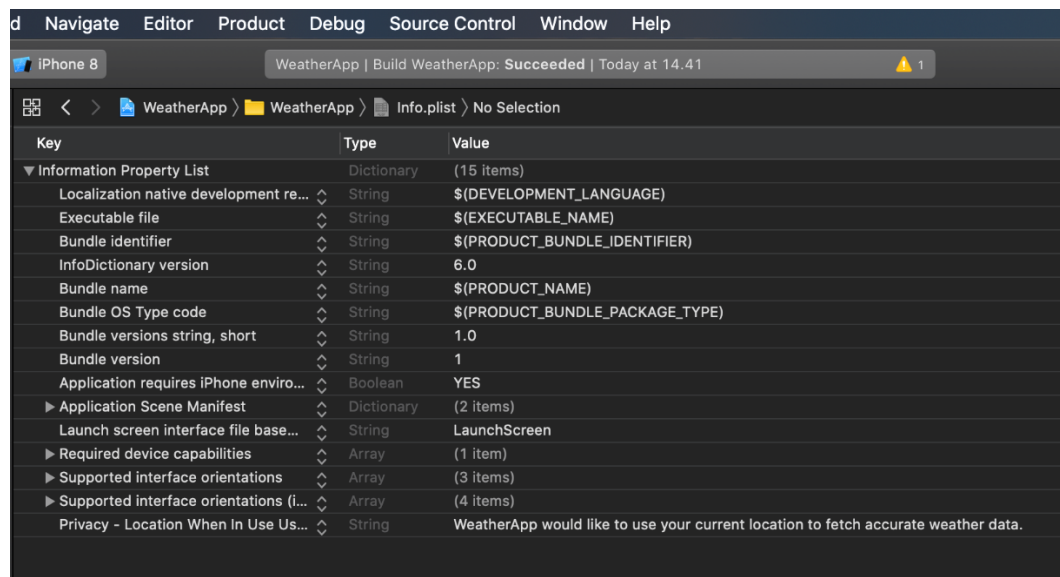 d Navigate Editor Product Debug Source Control Window Help
iPhone 8 WeatherApp | Build WeatherApp: Succeeded | Today at 14.41 1
WeatherApp 〉 WeatherApp 〉 Info.plist 〉 No Selection
Key Type Value
Information Property List Dictionary (15 items)
Localization native development re... String $(DEVELOPMENT_LANGUAGE)
Executable file String $(EXECUTABLE_NAME)
Bundle identifier String $(PRODUCT_BUNDLE_IDENTIFIER)
InfoDictionary version String 6.0
Bundle name String $(PRODUCT_NAME)
Bundle OS Type code String $(PRODUCT_BUNDLE_PACKAGE_TYPE)
Bundle versions string, short String 1.0
Bundle version String 1
Application requires iPhone enviro... Boolean YES
Application Scene Manifest Dictionary (2 items)
Launch screen interface file base... String LaunchScreen
Required device capabilities Array (1 item)
Supported interface orientations Array (3 items)
Supported interface orientations (i... Array (4 items)
Privacy - Location When In Use Us... String WeatherApp would like to use your current location to fetch accurate weather data.